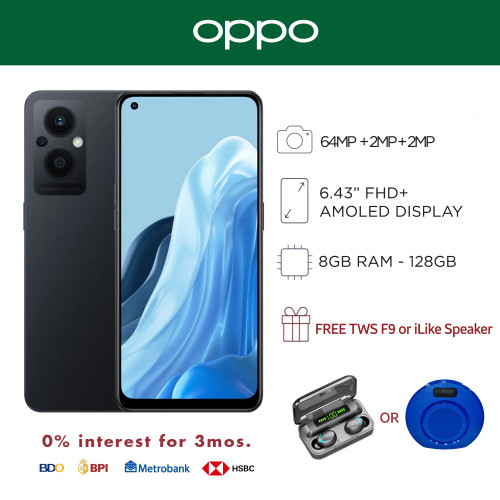 oppo
64MP +2MP+2MP
6.43” FHD+
AMOLED DISPLAY
8GB RAM - 128GB
FREE TWS F9 or iLike Speaker
OR
0% interest for 3mos.
BDO BPI Metrobank HSBC